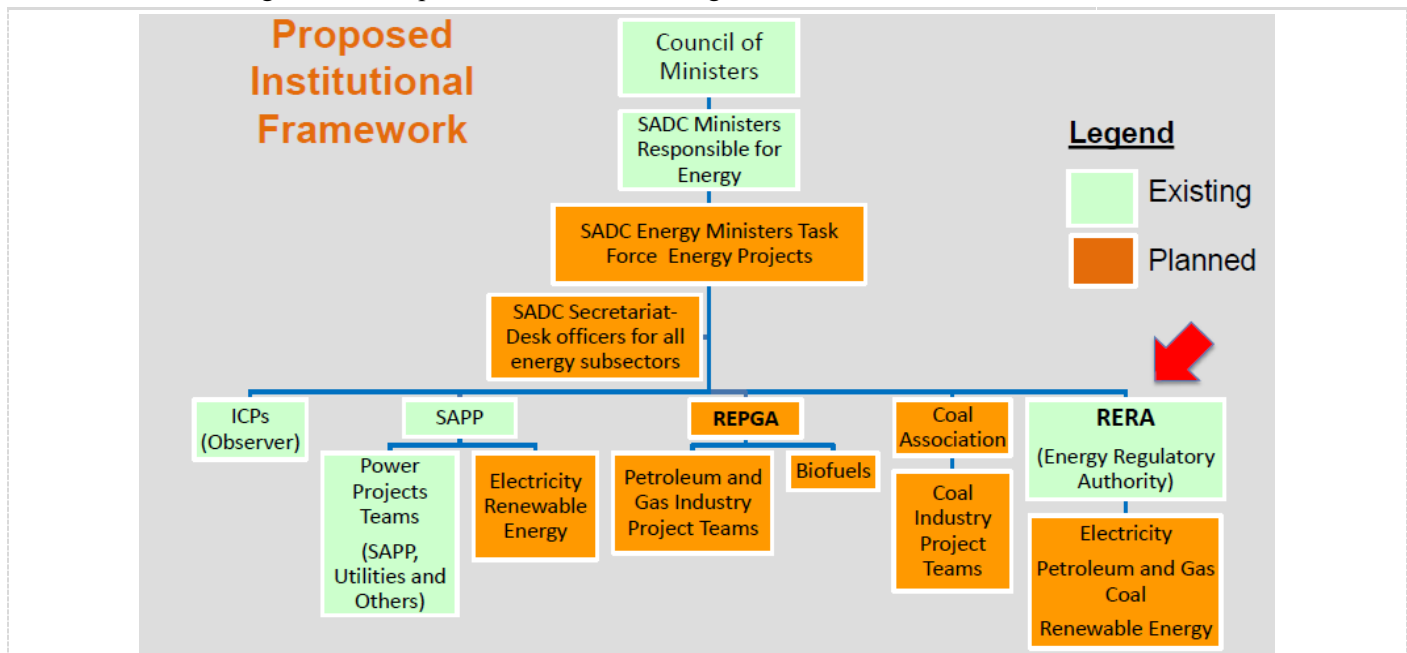 Proposed
Institutional
Framework
Council of
Ministers
SADC Ministers
Responsible for
Energy
Legend
Existing
Planned
SADC Energy Ministers Task
Force Energy Projects
SADC Secretariat-
Desk officers for all
energy subsectors
ICPs
(Observer)
SAPP
REPGA
Coal
Association
RERA
(Energy Regulatory
Authority)
Power
Projects
Teams
(SAPP,
Utilities and
Others)
Electricity
Renewable
Energy
Petroleum and
Gas Industry
Project Teams
Biofuels
Coal
Industry
Project
Teams
Electricity
Petroleum and Gas
Coal
Renewable Energy